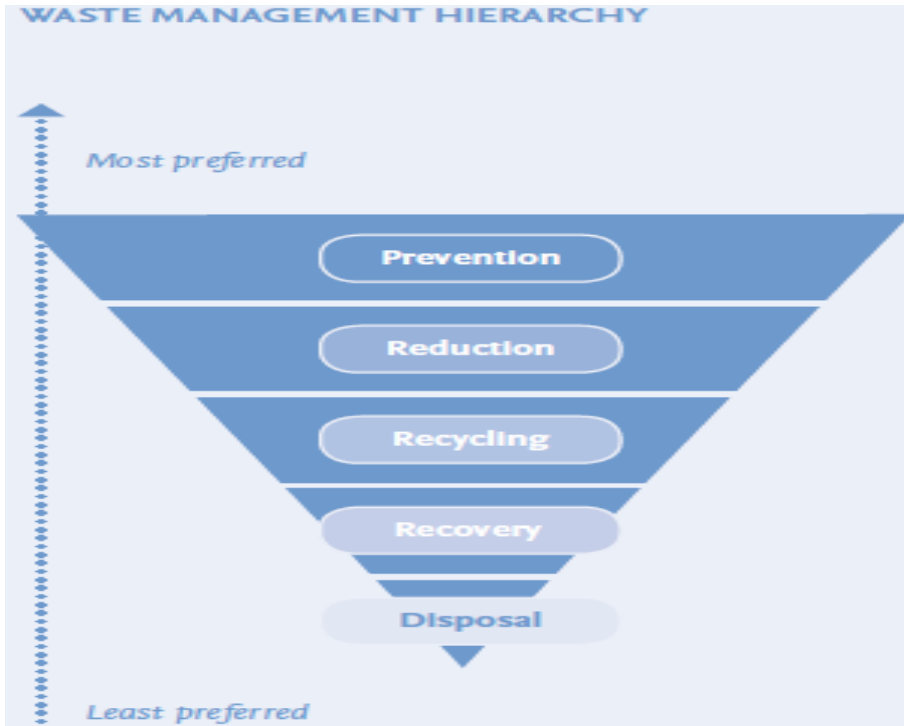 WASTE MANAGEMENT HIERARCHY
Most preferred
Prevention
Reduction
Recycling
Recovery
Disposal
Least preferred